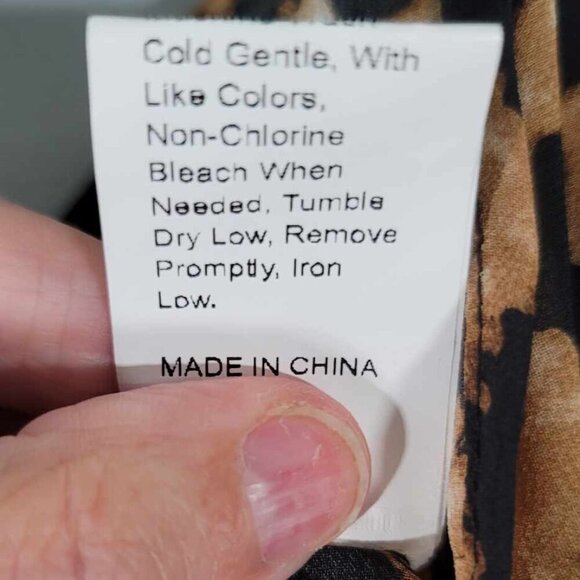 Cold Gentle, With
Like Colors,
Non-Chlorine
Bleach When
Needed, Tumble
Dry Low, Remove
Promptly, Iron
Low.
MADE IN CHINA